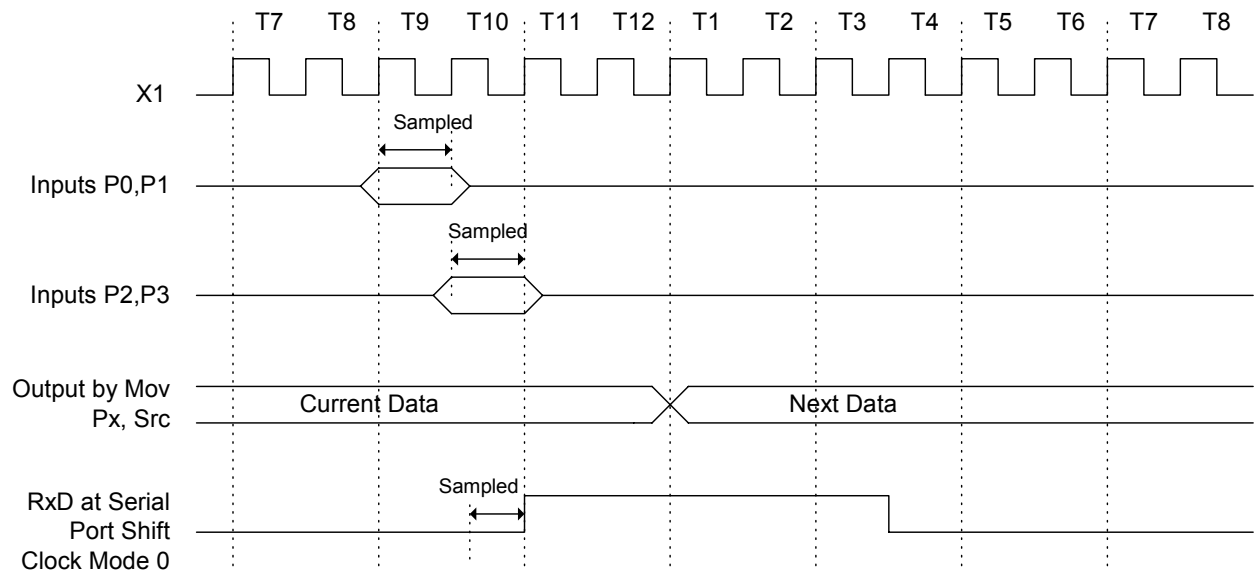 T7 T8 T9 T10 T11 T12 T1 T2 T3 T4 T5 T6 T7 T8
X1
Sampled
Inputs P0,P1
Sampled
Inputs P2,P3
Output by Mov
Px, Src
Current Data Next Data
Sampled
RxD at Serial
Port Shift
Clock Mode 0